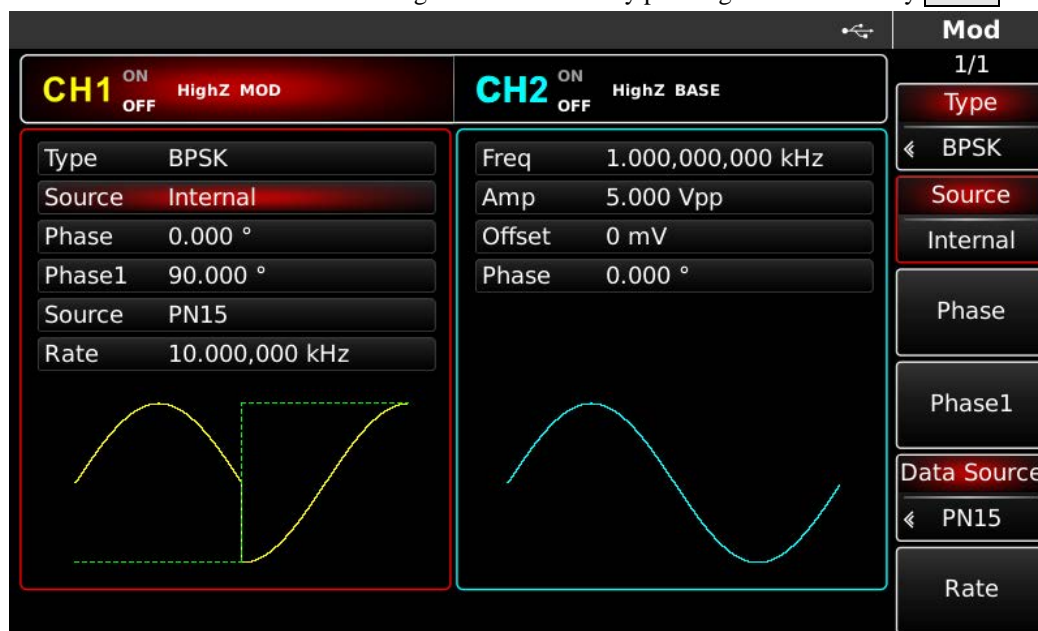 Mod
1/1
CH1 ON OFF HighZ MOD
CH2 ON OFF HighZ BASE
Type BPSK
Source Internal
Phase 0.000 °
Phase1 90.000 °
Source PN15
Rate 10.000,000 kHz
Freq 1.000,000,000 kHz
Amp 5.000 Vpp
Offset 0 mV
Phase 0.000 °
Type
« BPSK
Source
Internal
Phase
Phase1
Data Source
« PN15
Rate